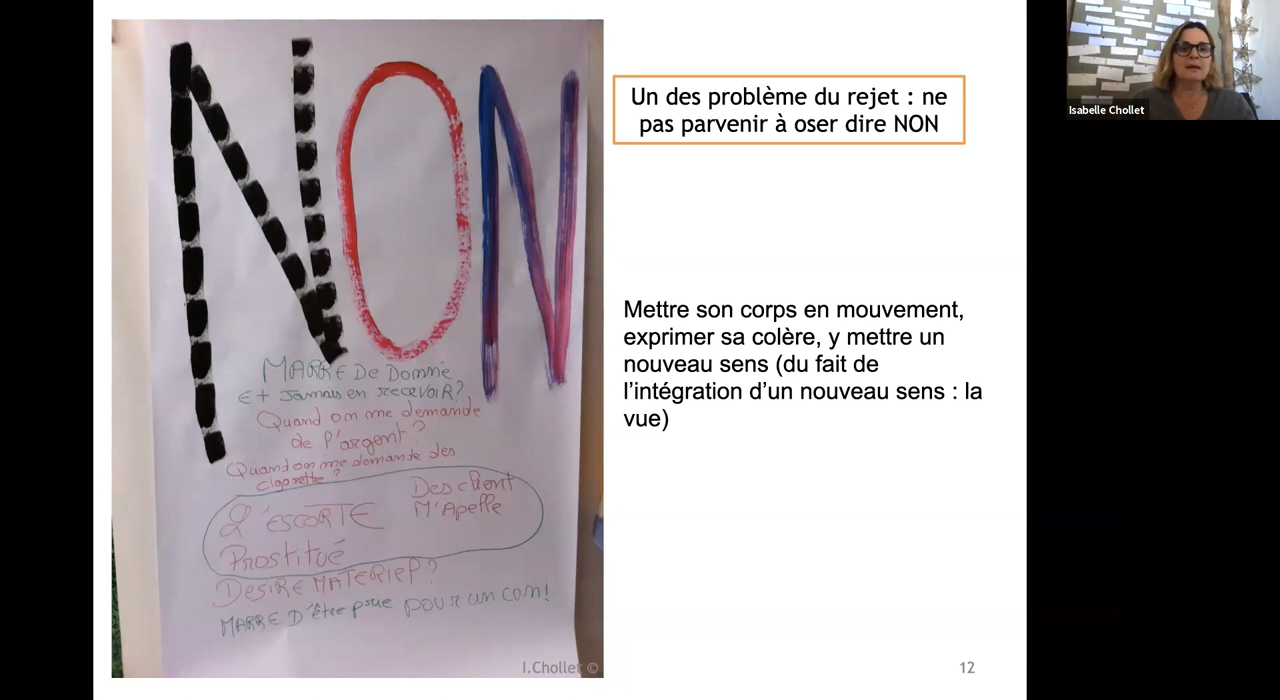 NON
MARRE De Donné
Et Jamais en recevoir?
Quand on me demande
de l'argent?
Quand on me demande des
L'ESCORTE
Des client
M'Apelle
Prostitué
DESIRE MATERIEl?
MARRE D'être prie pour un con!
I.Chollet ©
Un des problème du rejet : ne
pas parvenir à oser dire NON
Mettre son corps en mouvement,
exprimer sa colère, y mettre un
nouveau sens (du fait de
l'intégration d'un nouveau sens : la
vue)
12
Isabelle Chollet